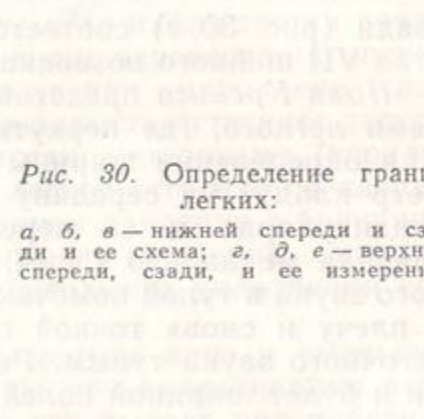 Рис. 30. Определение грани
легких:
а, б, в — нижней спереди и сз
ди и ее схема; г, д, е — верхн
спереди, сзади, и ее измерени